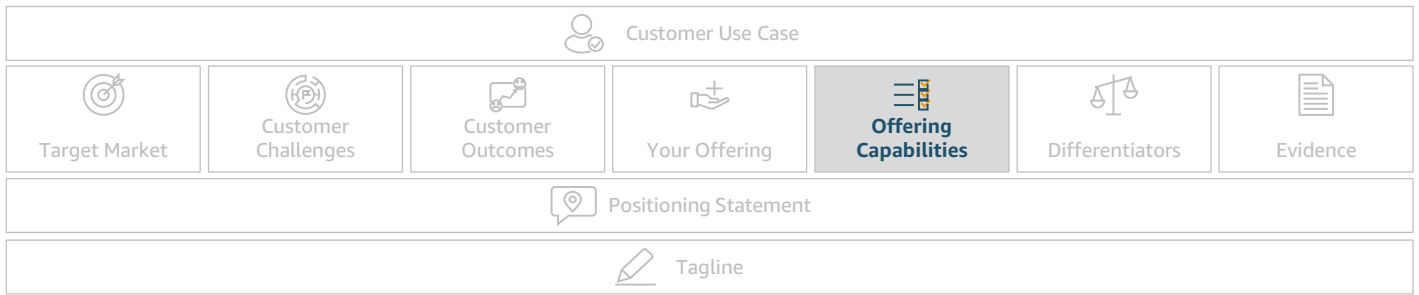 Customer Use Case
Target Market
Customer
Challenges
Customer
Outcomes
Your Offering
Offering
Capabilities
Differentiators
Evidence
Positioning Statement
Tagline